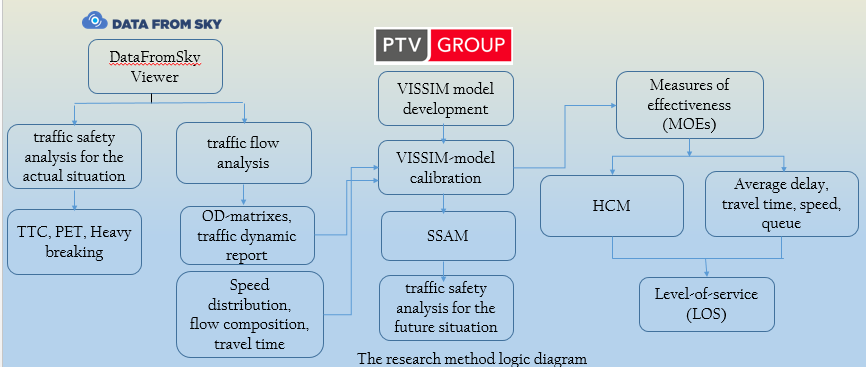 DATA FROM SKY
PTV GROUP
DataFromSky
Viewer
traffic safety
analysis for the
actual situation
TTC, PET, Heavy
breaking
traffic flow
analysis
OD-matrixes,
traffic dynamic
report
Speed
distribution,
flow composition,
travel time
VISSIM model
development
VISSIM-model
calibration
SSAM
traffic safety
analysis for the
future situation
Measures of
effectiveness
(MOEs)
HCM
Average delay,
travel time, speed,
queue
Level-of-service
(LOS)
The research method logic diagram